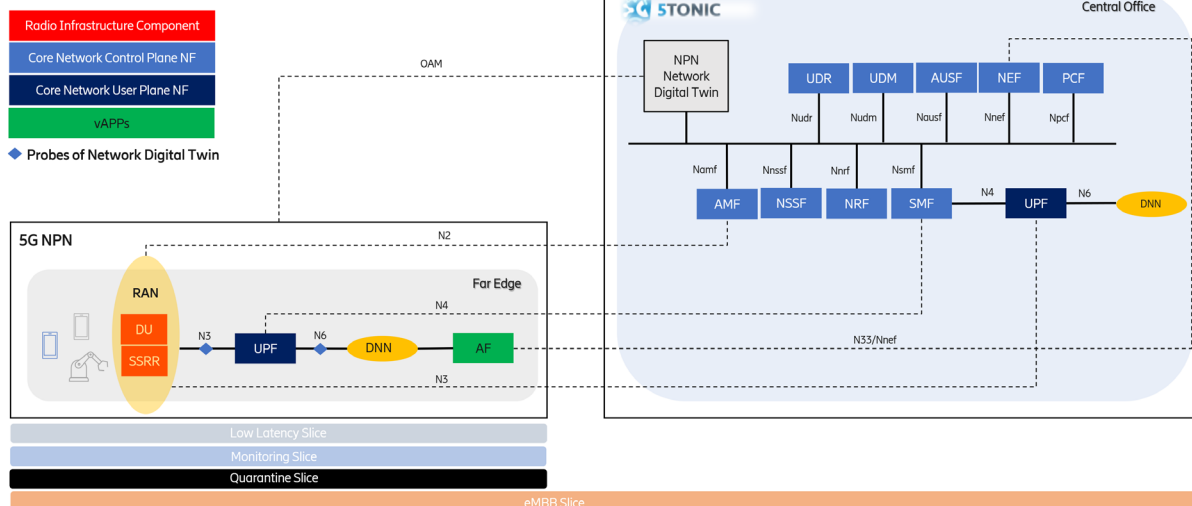 Radio Infrastructure Component
Core Network Control Plane NF
Core Network User Plane NF
vAPPs
Probes of Network Digital Twin
OAM
5TONIC
Central Office
NPN
Network
Digital Twin
UDR
UDM
AUSF
NEF
PCF
Nudr
Nudm
Nausf
Nnef
Npcf
Namf
Nnssf
Nnrf
Nsmf
AMF
NSSF
NRF
SMF
N4
UPF
N6
DNN
5G NPN
N2
Far Edge
RAN
DU
SSRR
N3
UPF
N6
DNN
AF
N4
N33/Nnef
N3
Low Latency Slice
Monitoring Slice
Quarantine Slice
eMBB Slice